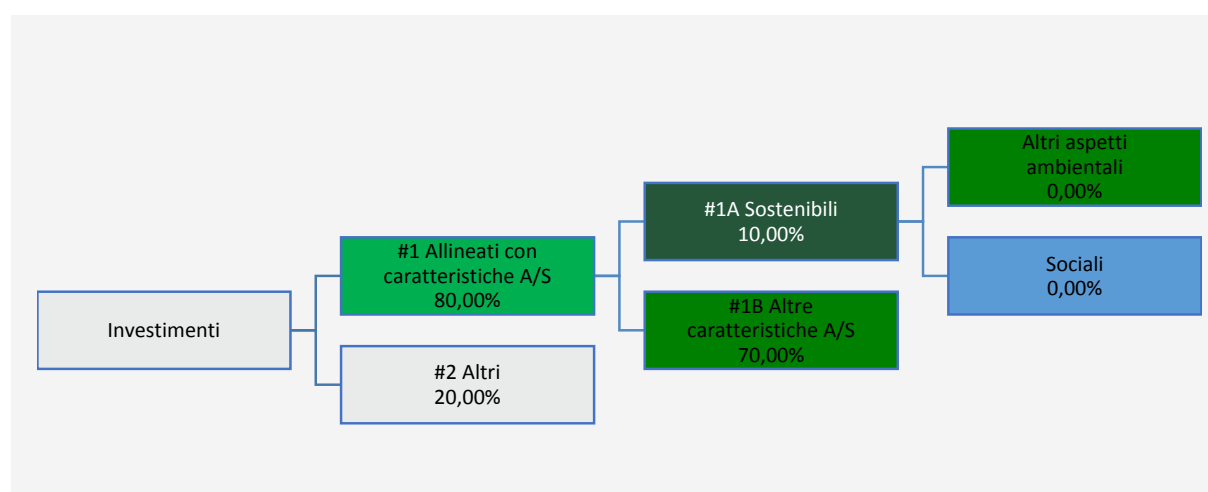 Investimenti
#1 Allineati con
caratteristiche A/S
80,00%
#2 Altri
20,00%
#1A Sostenibili
10,00%
#1B Altre
caratteristiche A/S
70,00%
Altri aspetti
ambientali
0,00%
Sociali
0,00%